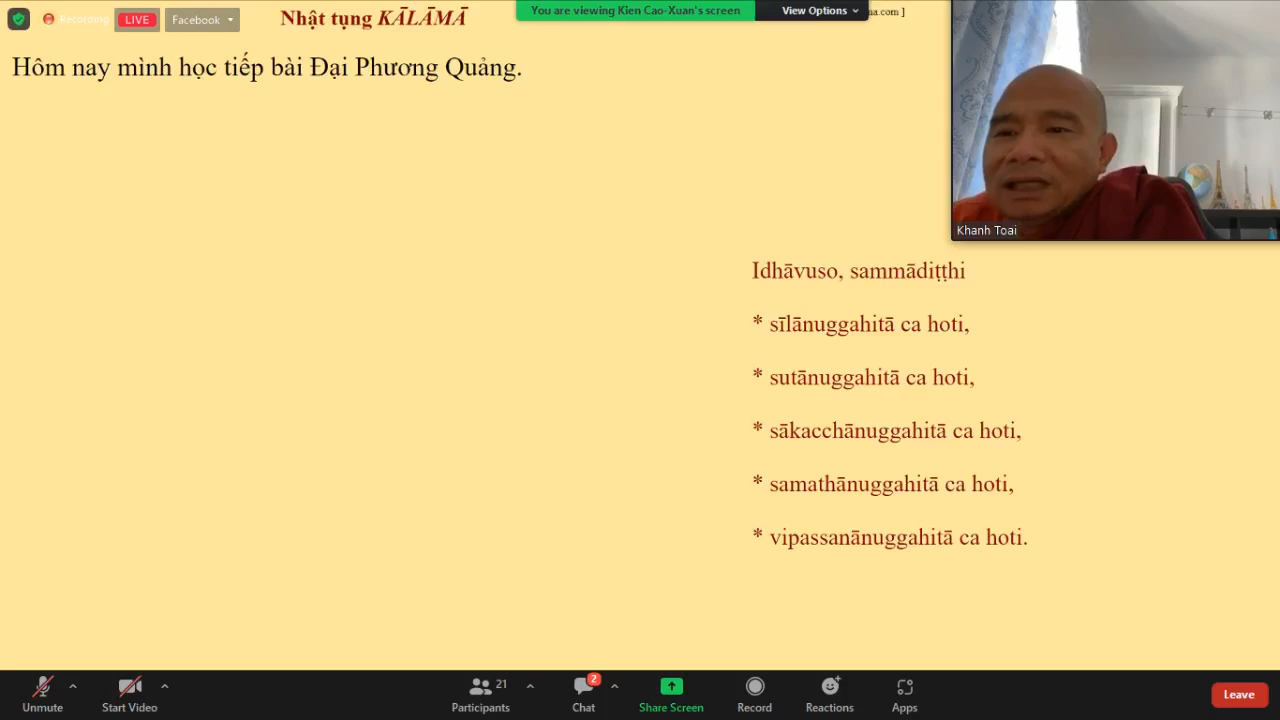 Recording LIVE Facebook
Nhật tụng KĀLĀMĀ
You are viewing Kien Cao-Xuan's screen View Options
a.com ]
Hôm nay mình học tiếp bài Đại Phương Quảng.
Khanh Toai
Idhāvuso, sammādiṭṭhi
* sīlānuggahitā ca hoti,
* sutānuggahitā ca hoti,
* sākacchānuggahitā ca hoti,
* samathānuggahitā ca hoti,
* vipassanānuggahitā ca hoti.
21 2
Unmute Start Video Participants Chat Share Screen Record Reactions Apps Leave